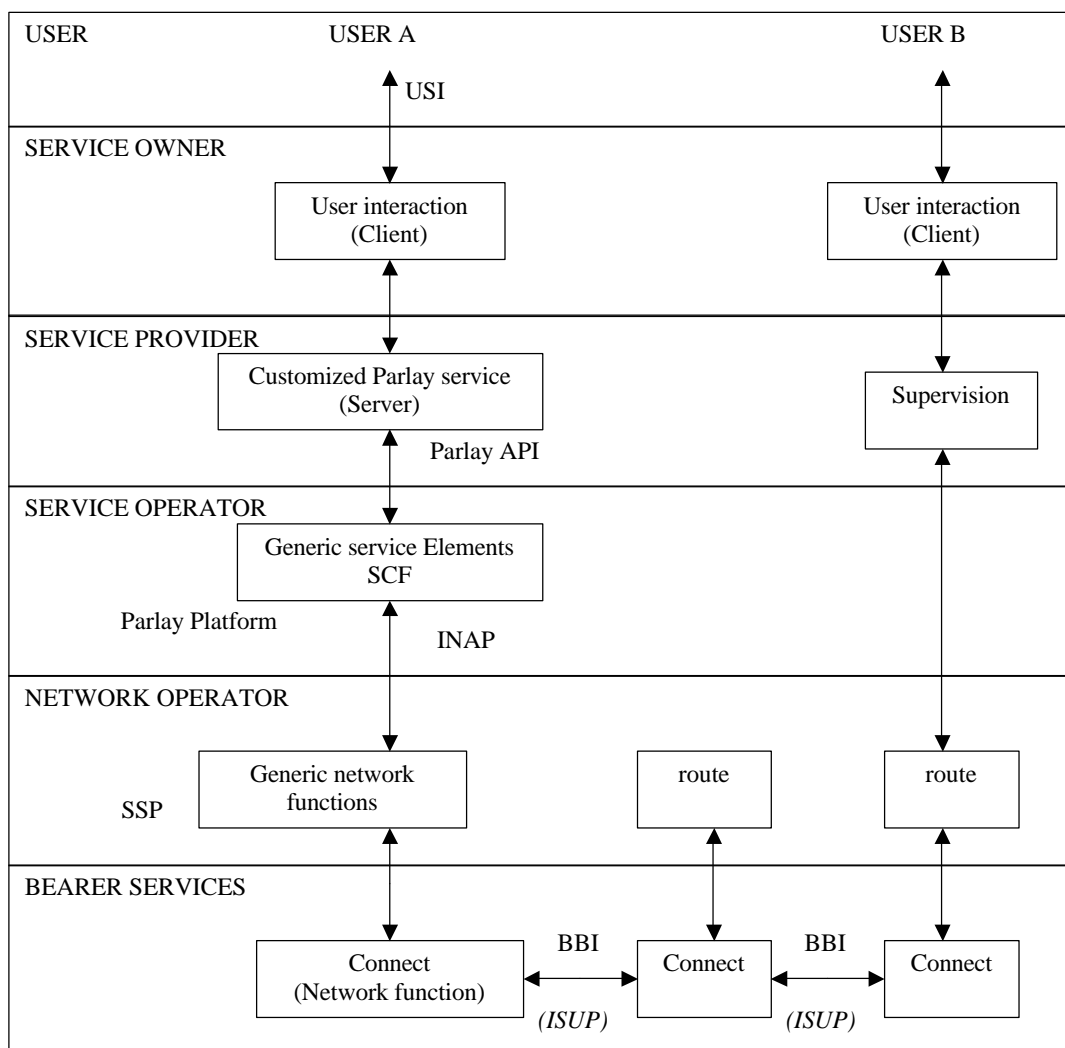 USER
USER A
USER B
USI
SERVICE OWNER
User interaction
(Client)
User interaction
(Client)
SERVICE PROVIDER
Customized Parlay service
(Server)
Supervision
Parlay API
SERVICE OPERATOR
Generic service Elements
SCF
Parlay Platform
INAP
NETWORK OPERATOR
Generic network
functions
route
route
SSP
BEARER SERVICES
BBI
BBI
Connect
(Network function)
Connect
Connect
(ISUP)
(ISUP)